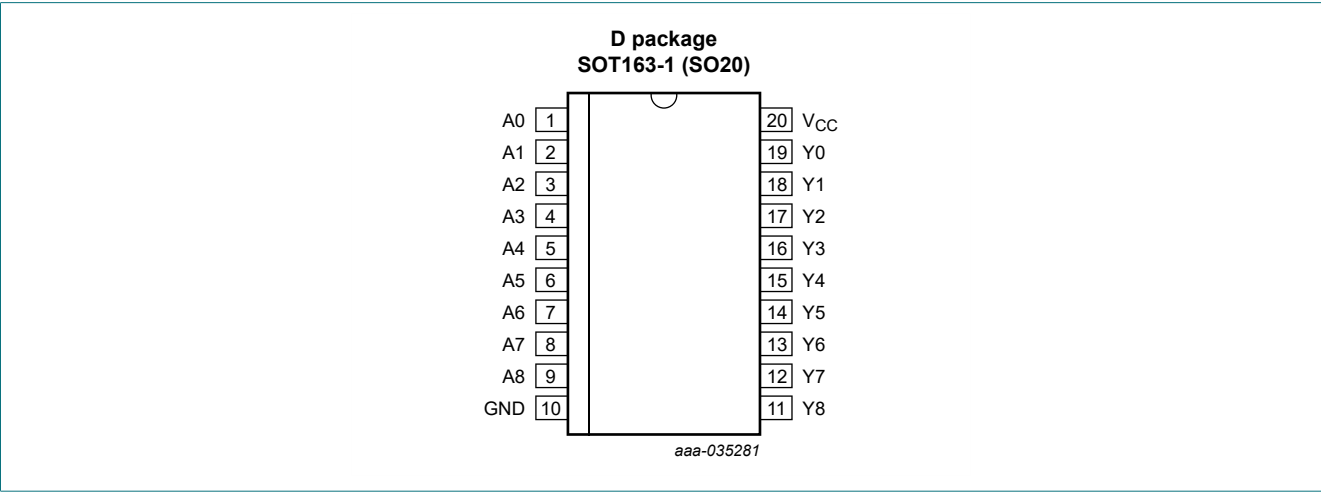 D package
SOT163-1 (SO20)
A0 1 20 VCC
A1 2 19 Y0
A2 3 18 Y1
A3 4 17 Y2
A4 5 16 Y3
A5 6 15 Y4
A6 7 14 Y5
A7 8 13 Y6
A8 9 12 Y7
GND 10 11 Y8
aaa-035281